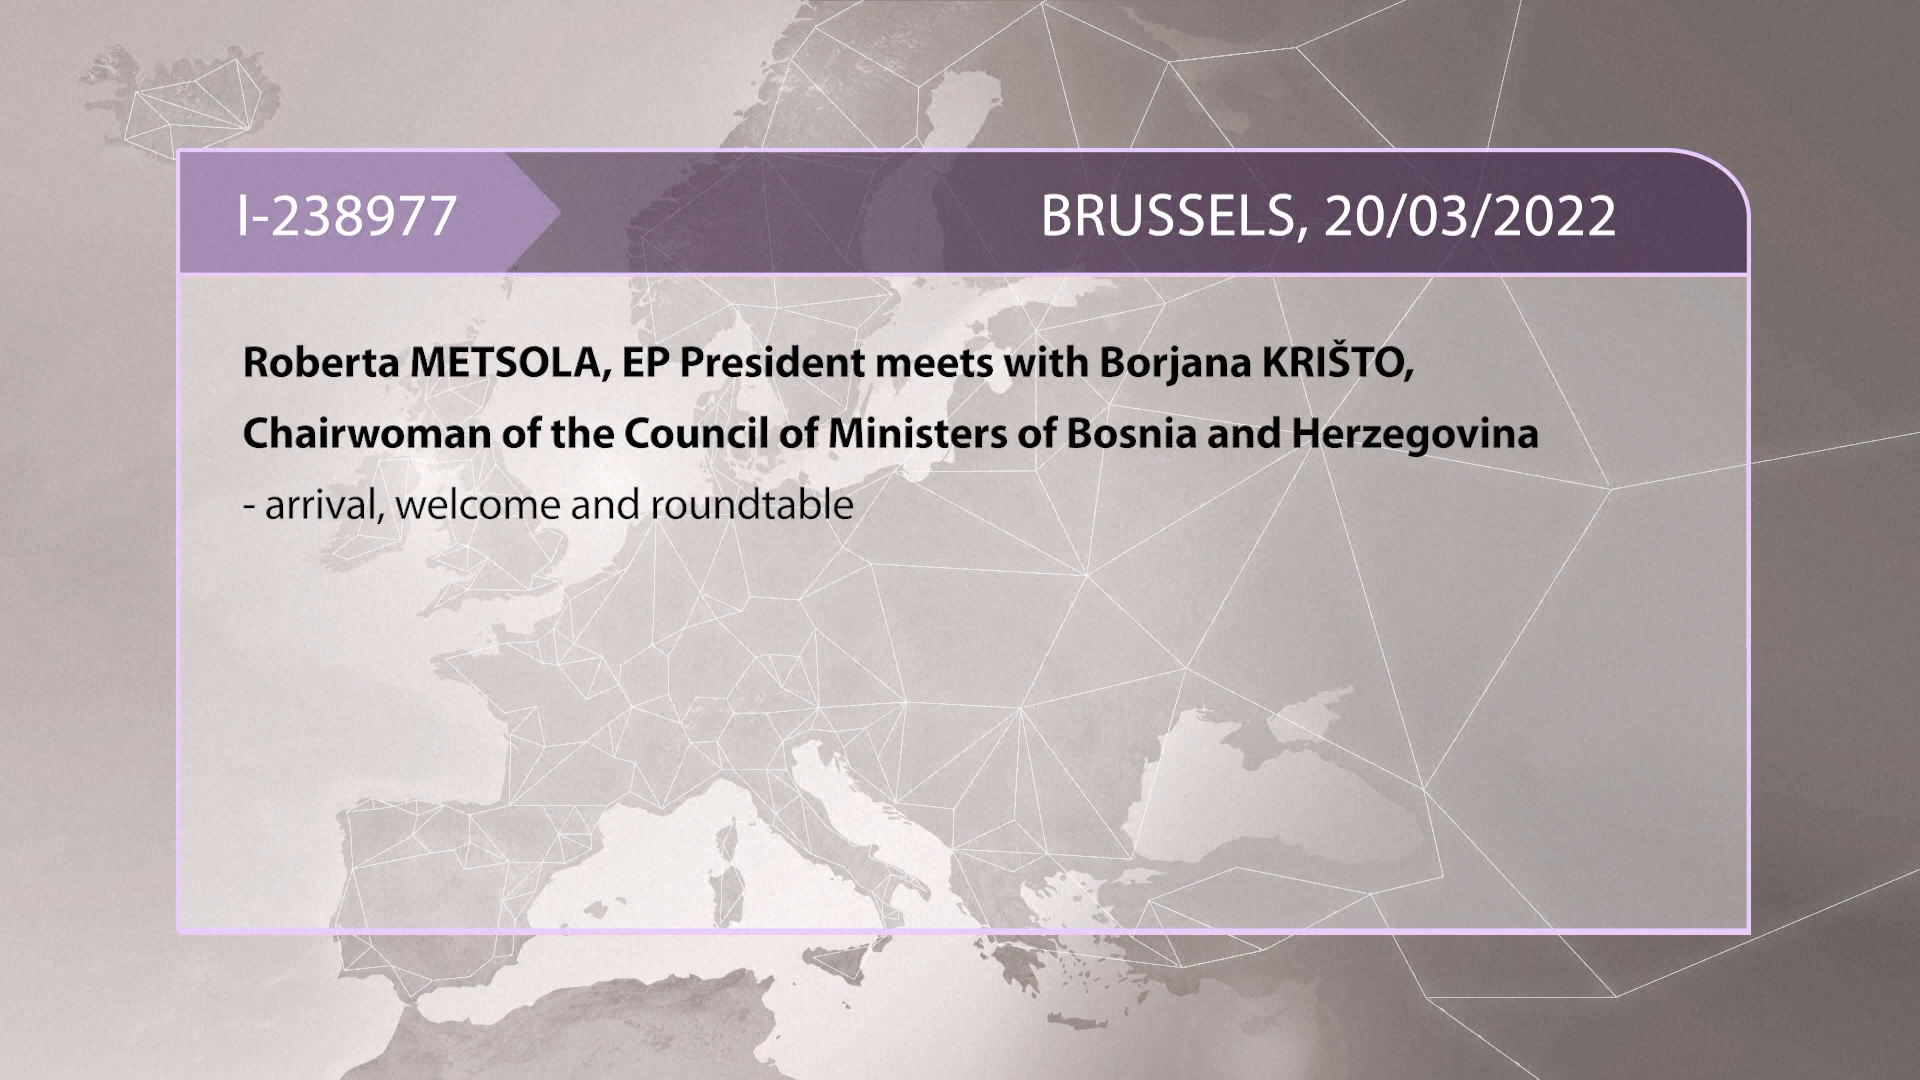 I-238977
BRUSSELS, 20/03/2022
Roberta METSOLA, EP President meets with Borjana KRIŠTO,
Chairwoman of the Council of Ministers of Bosnia and Herzegovina
- arrival, welcome and roundtable